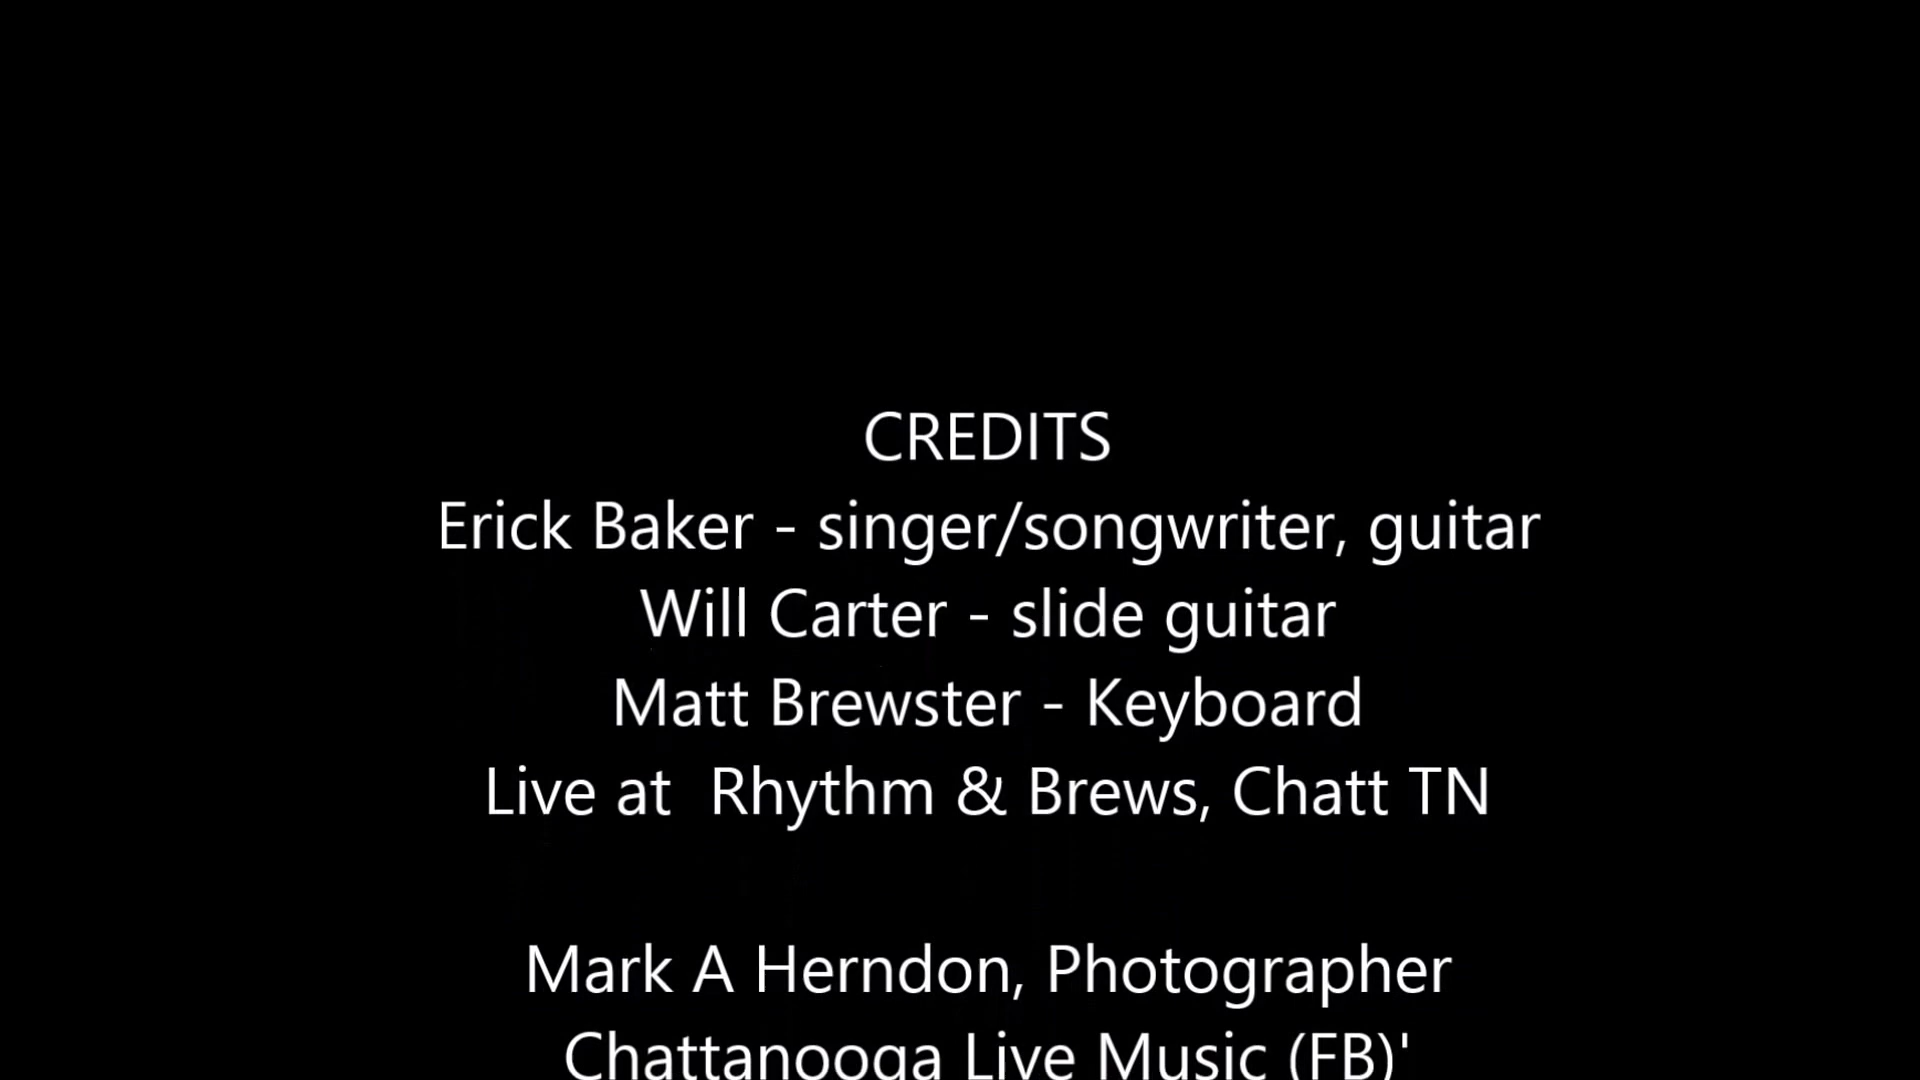 CREDITS
Erick Baker - singer/songwriter, guitar
Will Carter - slide guitar
Matt Brewster - Keyboard
Live at  Rhythm & Brews, Chatt TN
Mark A Herndon, Photographer
Chattanooga Live Music (FB)'